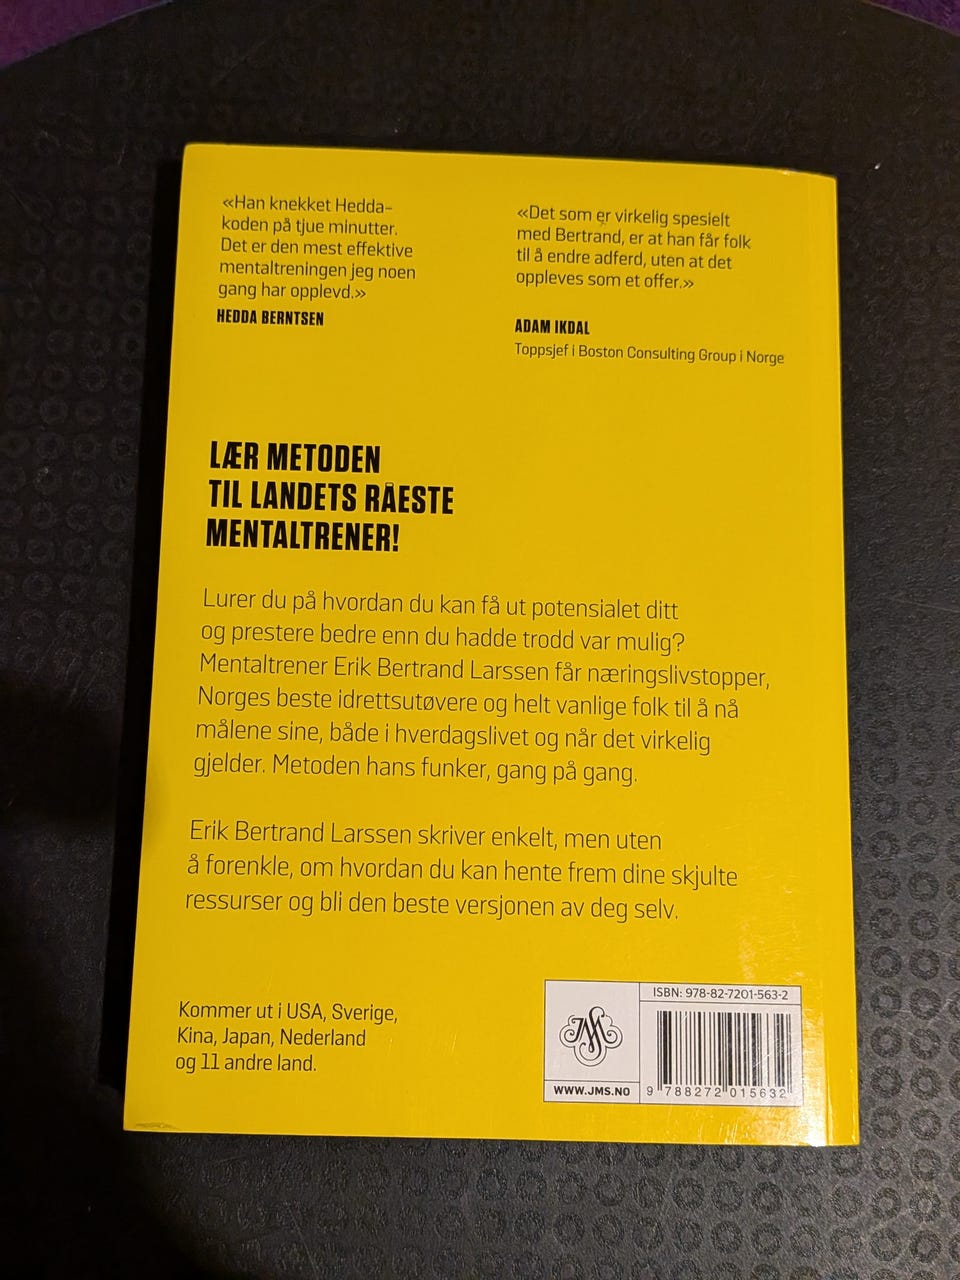 «Han knekket Hedda-
koden på tjue minutter.
Det er den mest effektive
mentaltreningen jeg noen
gang har opplevd.»
HEDDA BERNTSEN
«Det som er virkelig spesielt
med Bertrand, er at han får folk
til å endre adferd, uten at det
oppleves som et offer.»
ADAM IKDAL
Toppsjef i Boston Consulting Group i Norge
LÆR METODEN
TIL LANDETS RÅESTE
MENTALTRENER!
Lurer du på hvordan du kan få ut potensialet ditt
og prestere bedre enn du hadde trodd var mulig?
Mentaltrener Erik Bertrand Larssen får næringslivstopper,
Norges beste idrettsutøvere og helt vanlige folk til å nå
målene sine, både i hverdagslivet og når det virkelig
gjelder. Metoden hans funker, gang på gang.
Erik Bertrand Larssen skriver enkelt, men uten
å forenkle, om hvordan du kan hente frem dine skjulte
ressurser og bli den beste versjonen av deg selv.
Kommer ut i USA, Sverige,
Kina, Japan, Nederland
og 11 andre land.
JMS
WWW.JMS.NO
ISBN: 978-82-7201-563-2
9 788272 015632